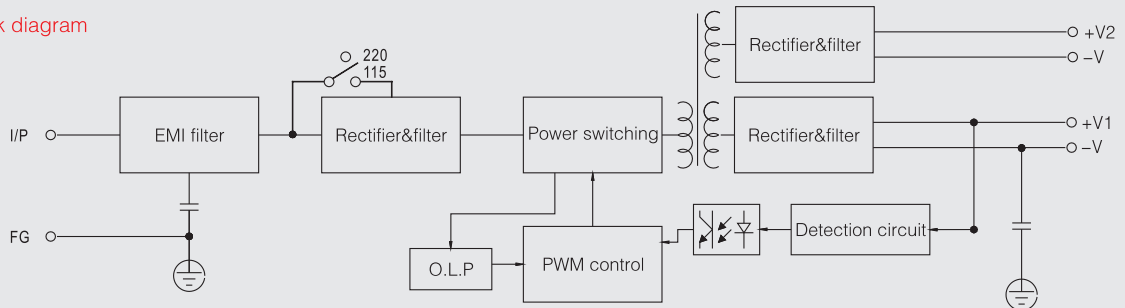 diagram
220
115
I/P
EMI filter
Rectifier&filter
Power switching
Rectifier&filter
+V2
-V
Rectifier&filter
+V1
-V
FG
O.L.P
PWM control
Detection circuit